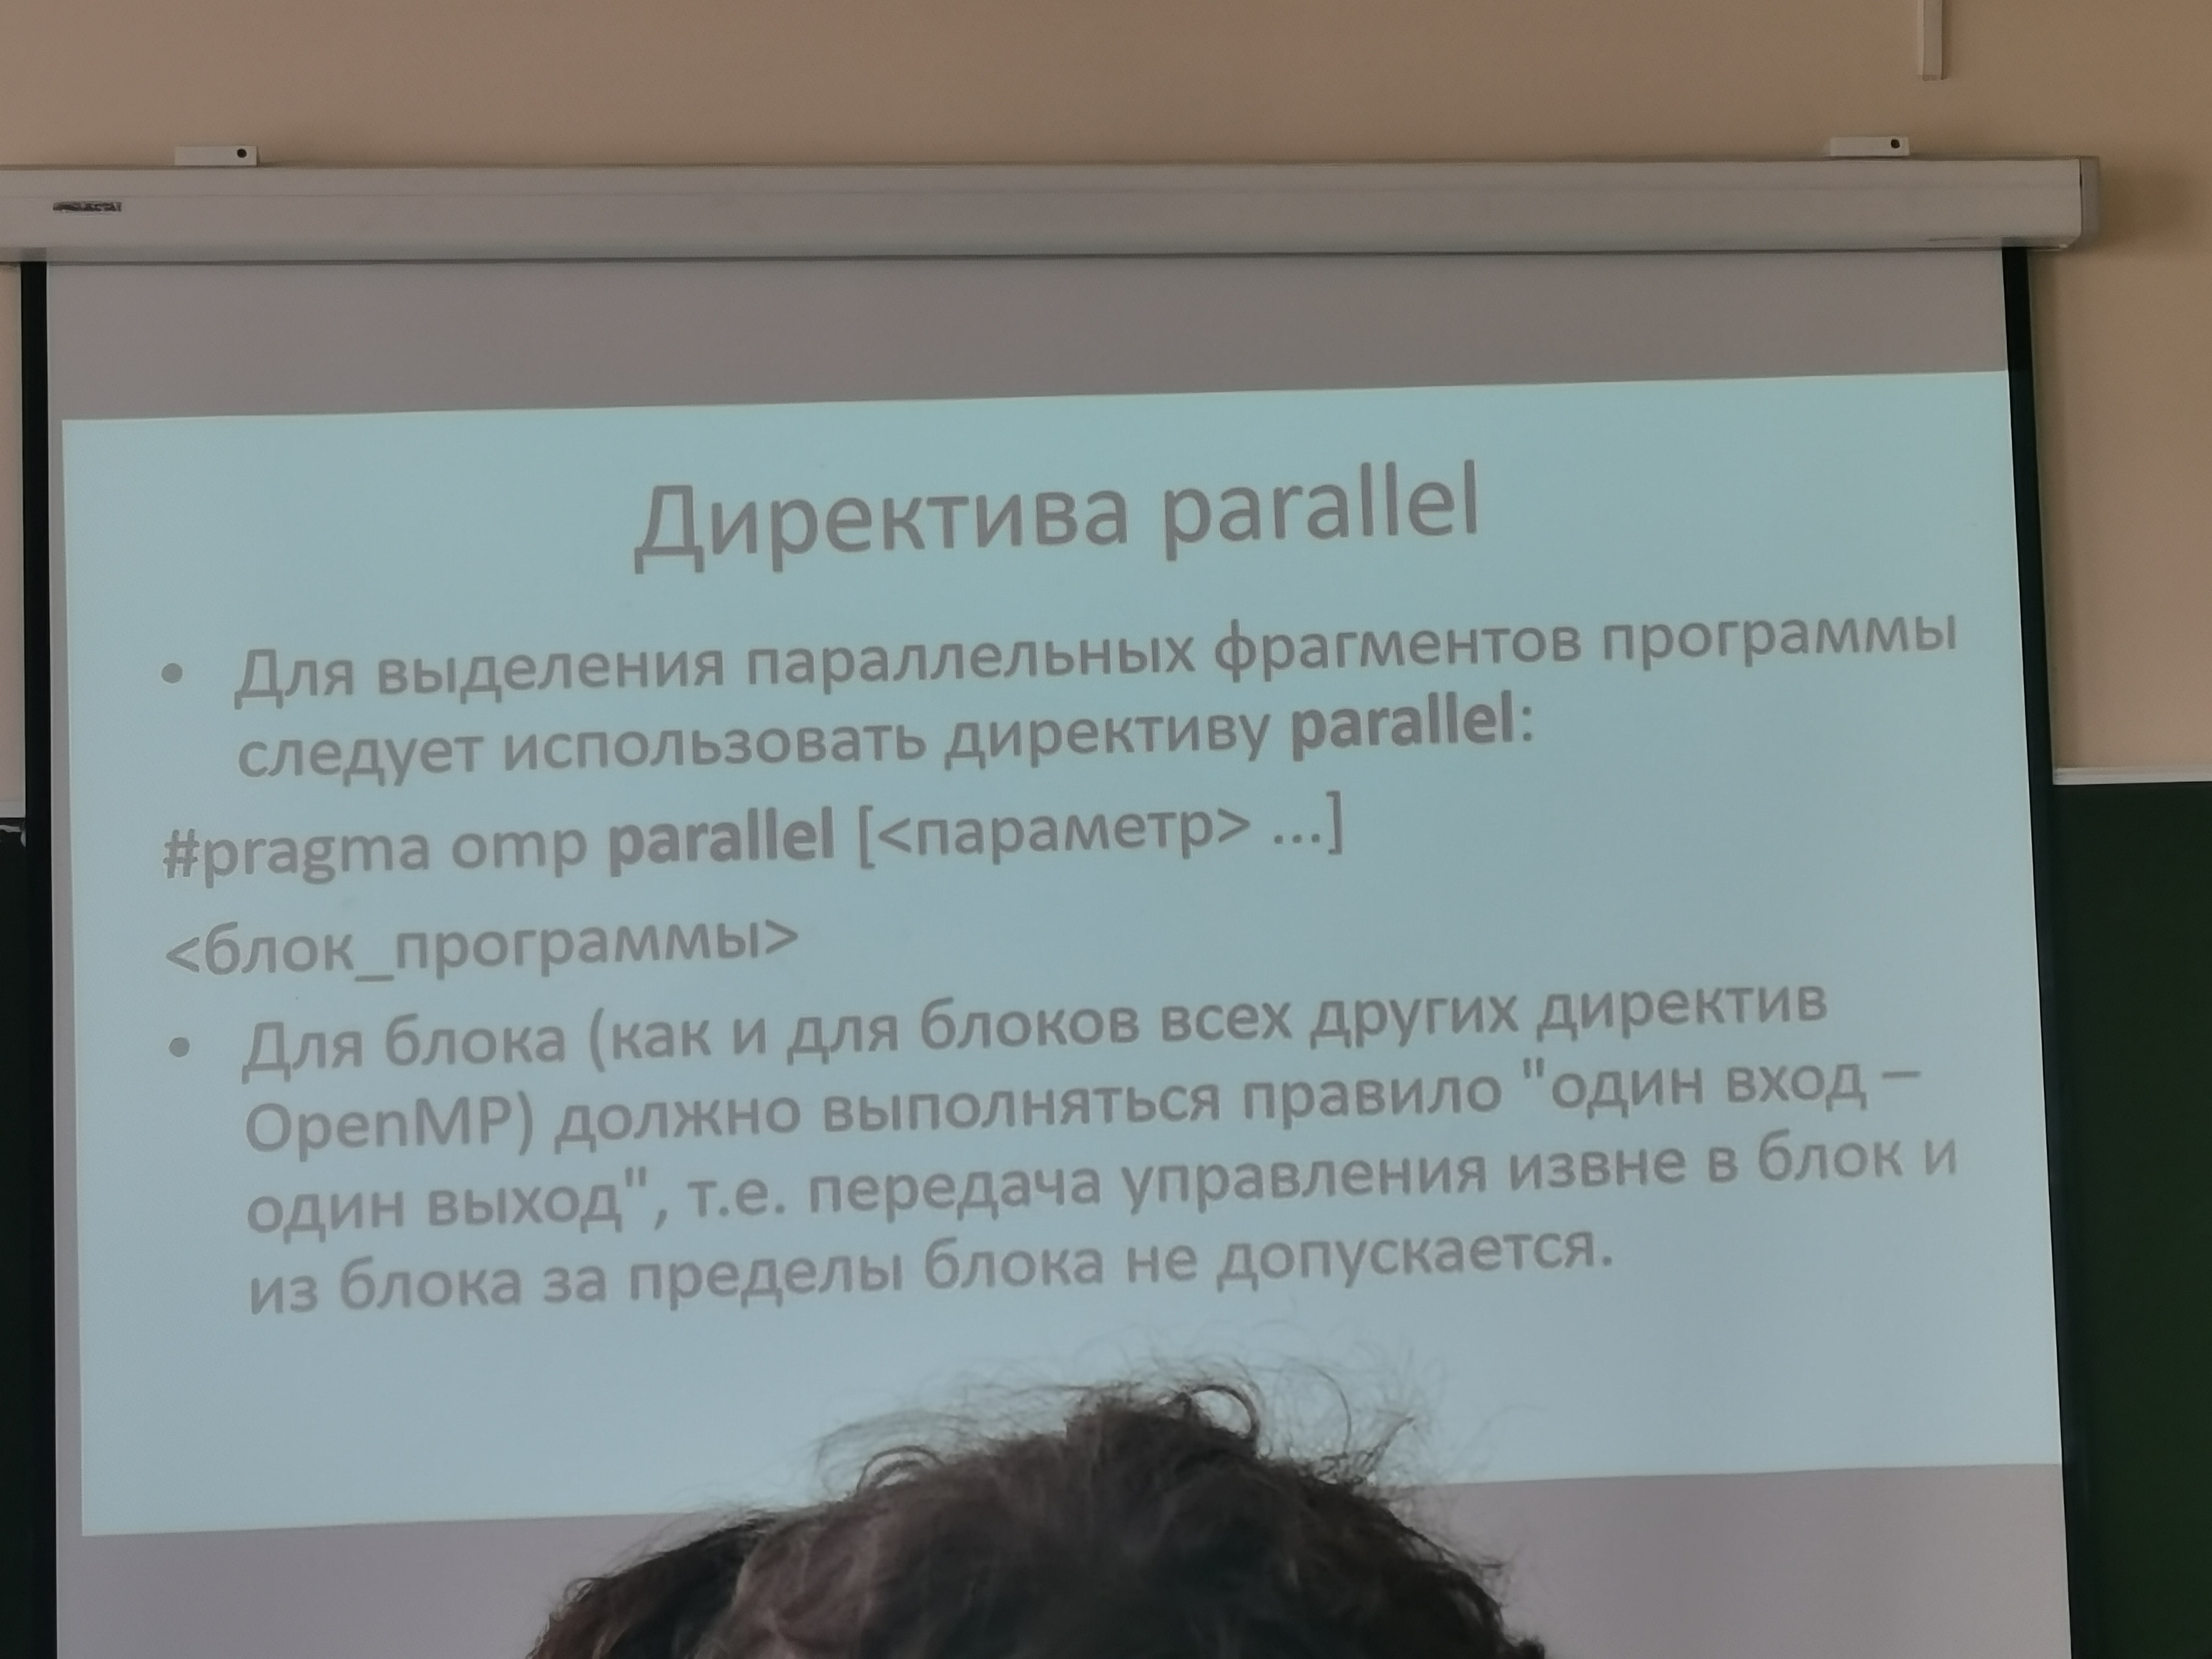 Директива parallel
• Для выделения параллельных фрагментов программы
следует использовать директиву parallel:
#pragma omp parallel [<параметр> ...]
<блок_программы>
• Для блока (как и для блоков всех других директив
OpenMP) должно выполняться правило "один вход –
один выход", т.е. передача управления извне в блок и
из блока за пределы блока не допускается.